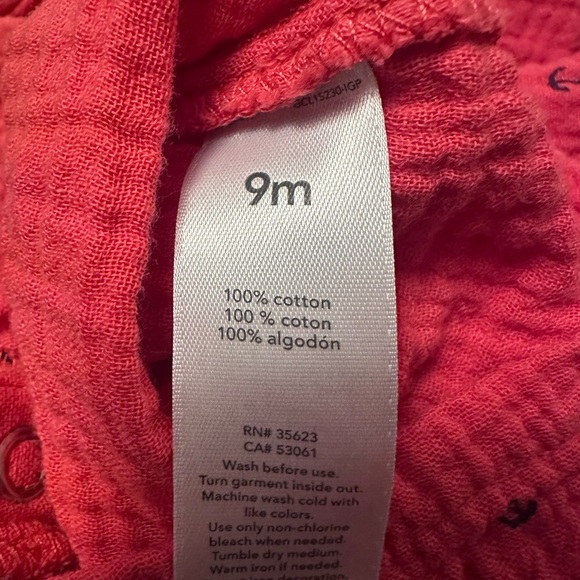 9m
100% cotton
100 % coton
100% algodón
RN# 35623
CA# 53061
Wash before use.
Turn garment inside out.
Machine wash cold with
like colors.
Use only non-chlorine
bleach when needed.
Tumble dry medium.
Warm iron if needed.